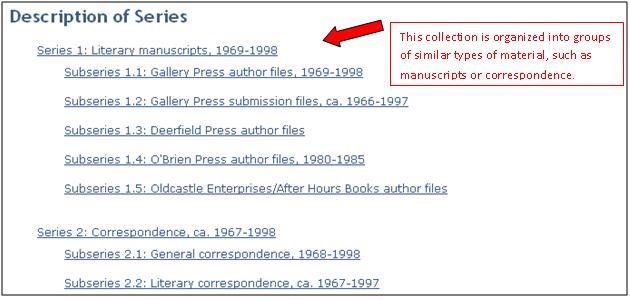 Description of Series
Series 1: Literary manuscripts, 1969-1998
This collection is organized into groups
of similar types of material, such as
manuscripts or correspondence.
Subseries 1.1: Gallery Press author files, 1969-1998
Subseries 1.2: Gallery Press submission files, ca. 1966-1997
Subseries 1.3: Deerfield Press author files
Subseries 1.4: O'Brien Press author files, 1980-1985
Subseries 1.5: Oldcastle Enterprises/After Hours Books author files
Series 2: Correspondence, ca. 1967-1998
Subseries 2.1: General correspondence, 1968-1998
Subseries 2.2: Literary correspondence, ca. 1967-1997